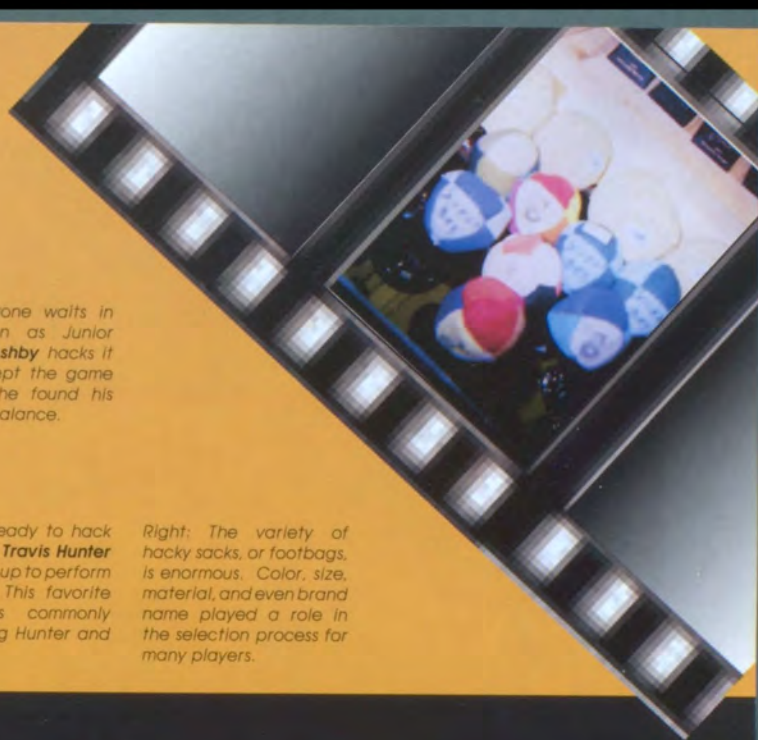 one waits in
n as Junior
shby hacks it
pt the game
he found his
alance.
eady to hack
Travis Hunter
up to perform
This favorite
s commonly
g Hunter and
Right: The variety of
hacky sacks, or footbags,
is enormous. Color, size,
material, and even brand
name played a role in
the selection process for
many players.